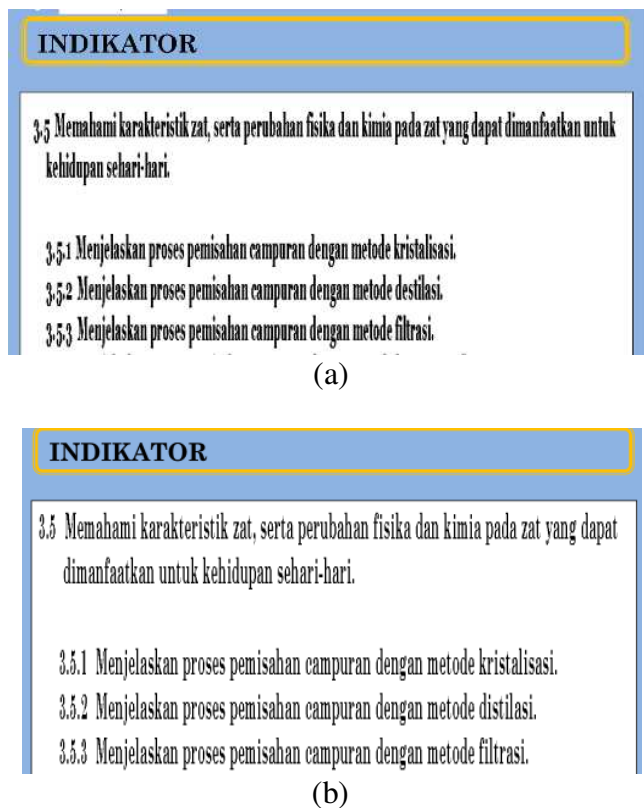 INDIKATOR
3.5 Memahami karakteristik zat, serta perubahan fisika dan kimia pada zat yang dapat dimanfaatkan untuk
kehidupan sehari-hari.
3.5.1 Menjelaskan proses pemisahan campuran dengan metode kristalisasi.
3.5.2 Menjelaskan proses pemisahan campuran dengan metode destilasi.
3.5.3 Menjelaskan proses pemisahan campuran dengan metode filtrasi.
(a)
INDIKATOR
3.5 Memahami karakteristik zat, serta perubahan fisika dan kimia pada zat yang dapat
dimanfaatkan untuk kehidupan sehari-hari.
3.5.1 Menjelaskan proses pemisahan campuran dengan metode kristalisasi.
3.5.2 Menjelaskan proses pemisahan campuran dengan metode distilasi.
3.5.3 Menjelaskan proses pemisahan campuran dengan metode filtrasi.
(b)